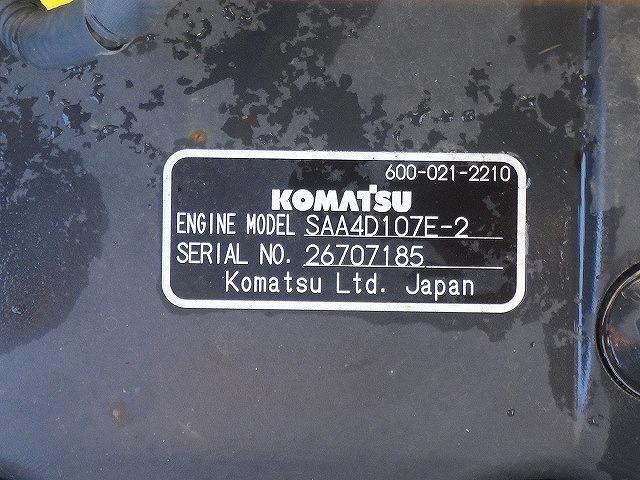 600-021-2210
KOMATSU
ENGINE MODEL SAA4D107E-2
SERIAL NO. 26707185
Komatsu Ltd. Japan